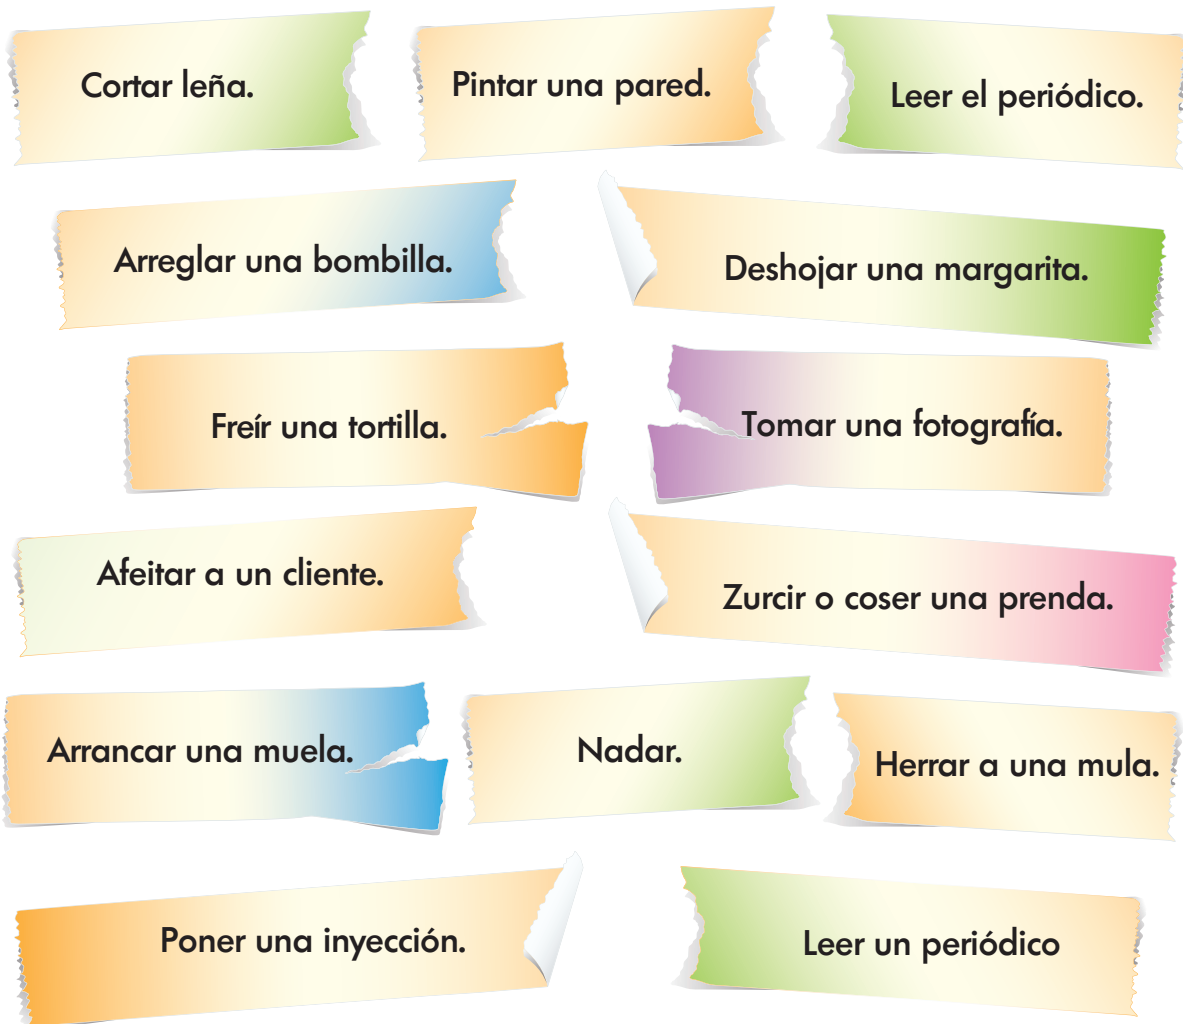 Cortar leña.
Pintar una pared.
Leer el periódico.
Arreglar una bombilla.
Deshojar una margarita.
Freír una tortilla.
Tomar una fotografía.
Afeitar a un cliente.
Zurcir o coser una prenda.
Arrancar una muela.
Nadar.
Herrar a una mula.
Poner una inyección.
Leer un periódico